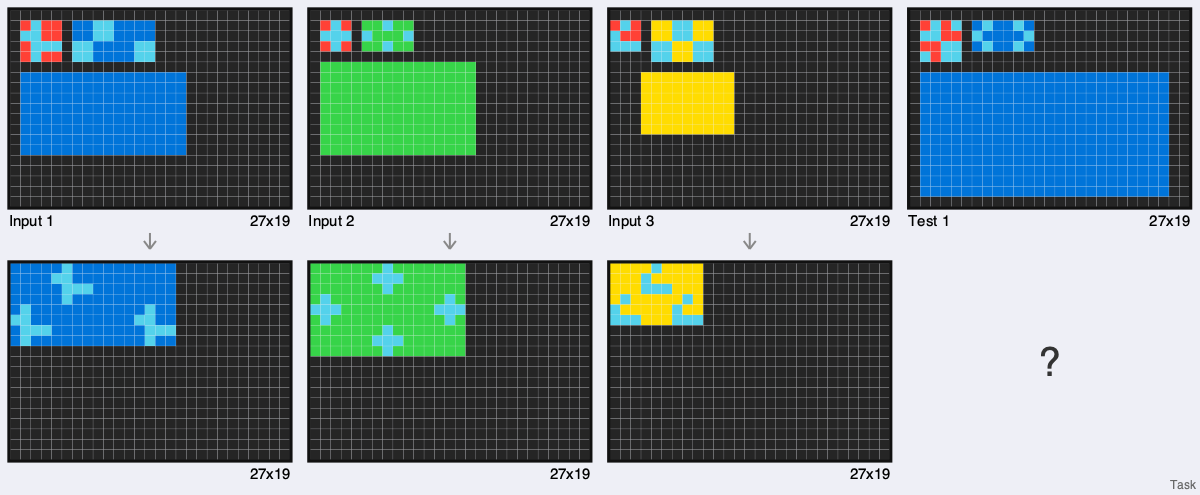 Input 1 27x19
Input 2 27x19
Input 3 27x19
Test 1 27x19
27x19
27x19
27x19
?
Task